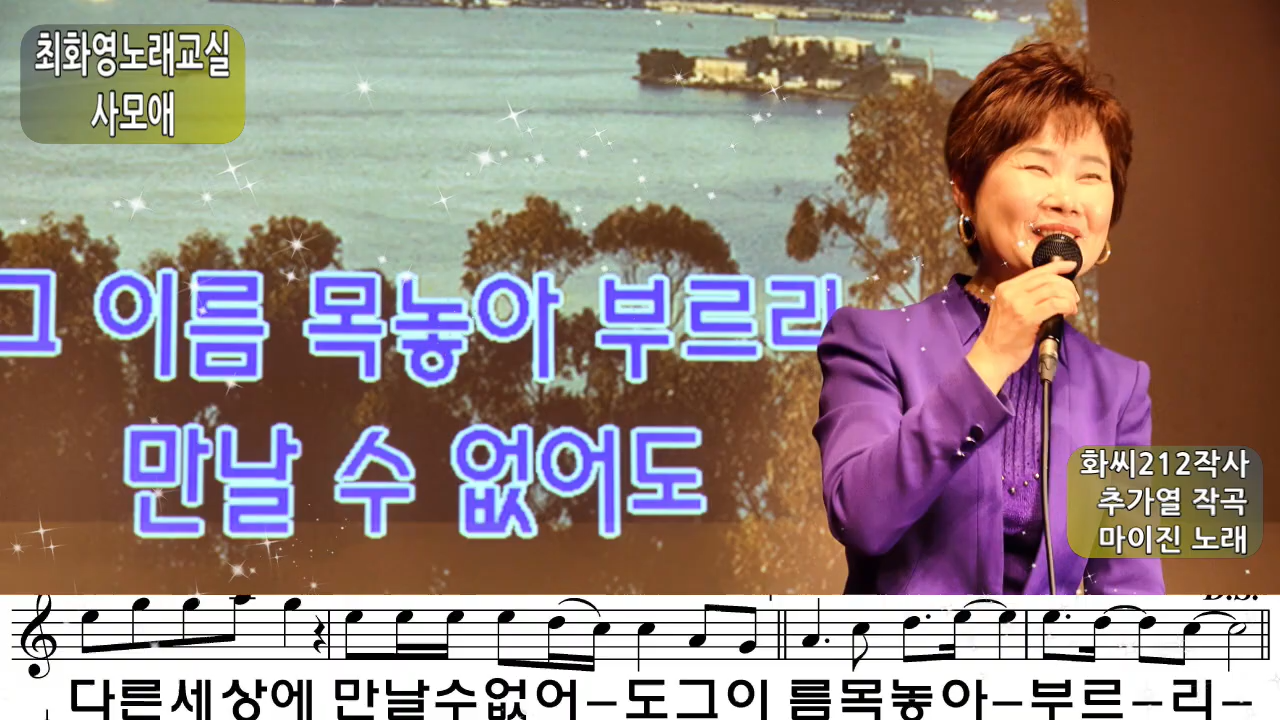 최화영노래교실
사모애
그 이름 목놓아 부르리
만날 수 없어도
화씨212작사
추가열 작곡
마이진 노래
D.S.
다른세상에 만날수없어–도그이 름목놓아–부르–리–